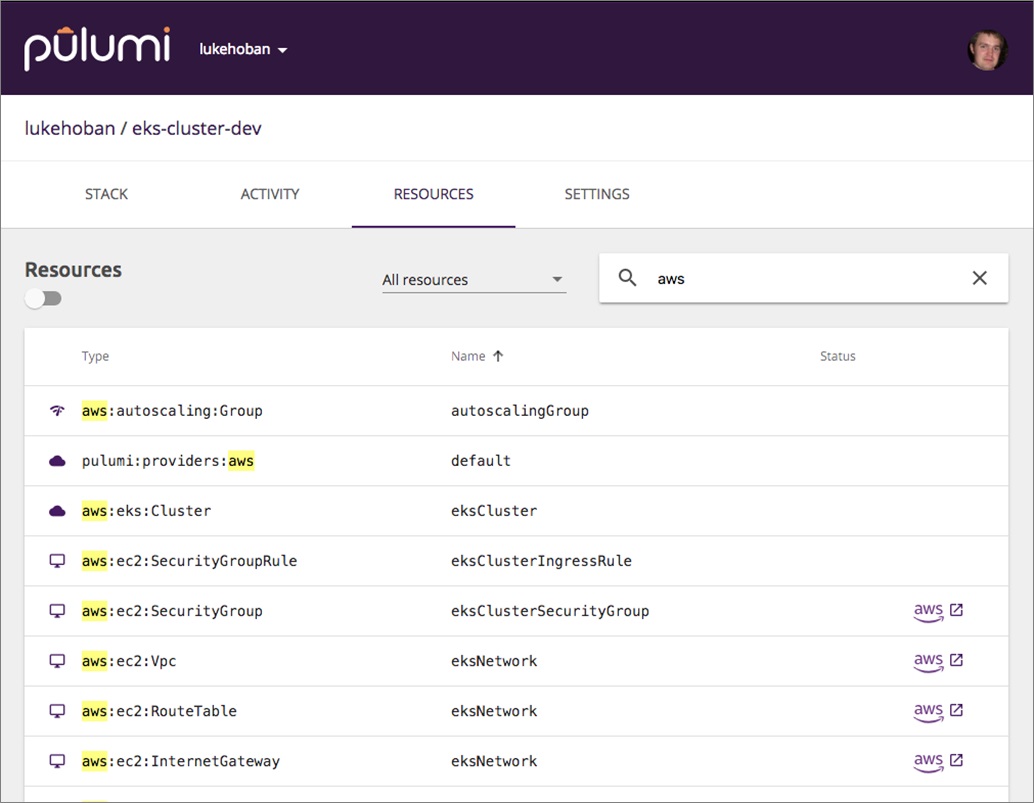 pulumi lukehoban
lukehoban / eks-cluster-dev
STACK ACTIVITY RESOURCES SETTINGS
Resources All resources aws
Type Name Status
aws:autoscaling:Group autoscalingGroup
pulumi:providers:aws default
aws:eks:Cluster eksCluster
aws:ec2:SecurityGroupRule eksClusterIngressRule
aws:ec2:SecurityGroup eksClusterSecurityGroup aws
aws:ec2:Vpc eksNetwork aws
aws:ec2:RouteTable eksNetwork aws
aws:ec2:InternetGateway eksNetwork aws